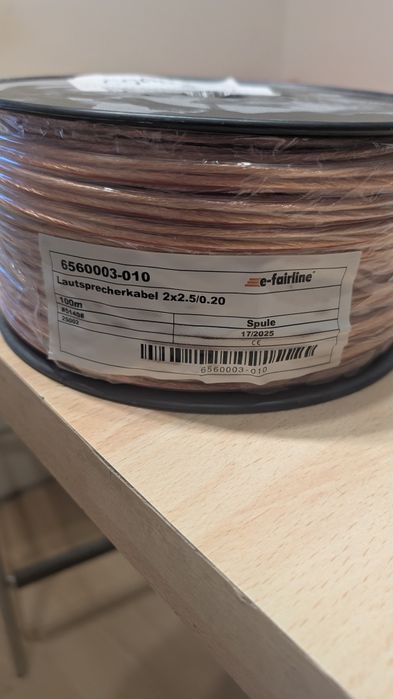 6560003-010
e-fairline
Lautsprecherkabel 2x2.5/0.20
100m
Spule
17/2025
CE
6560003-010